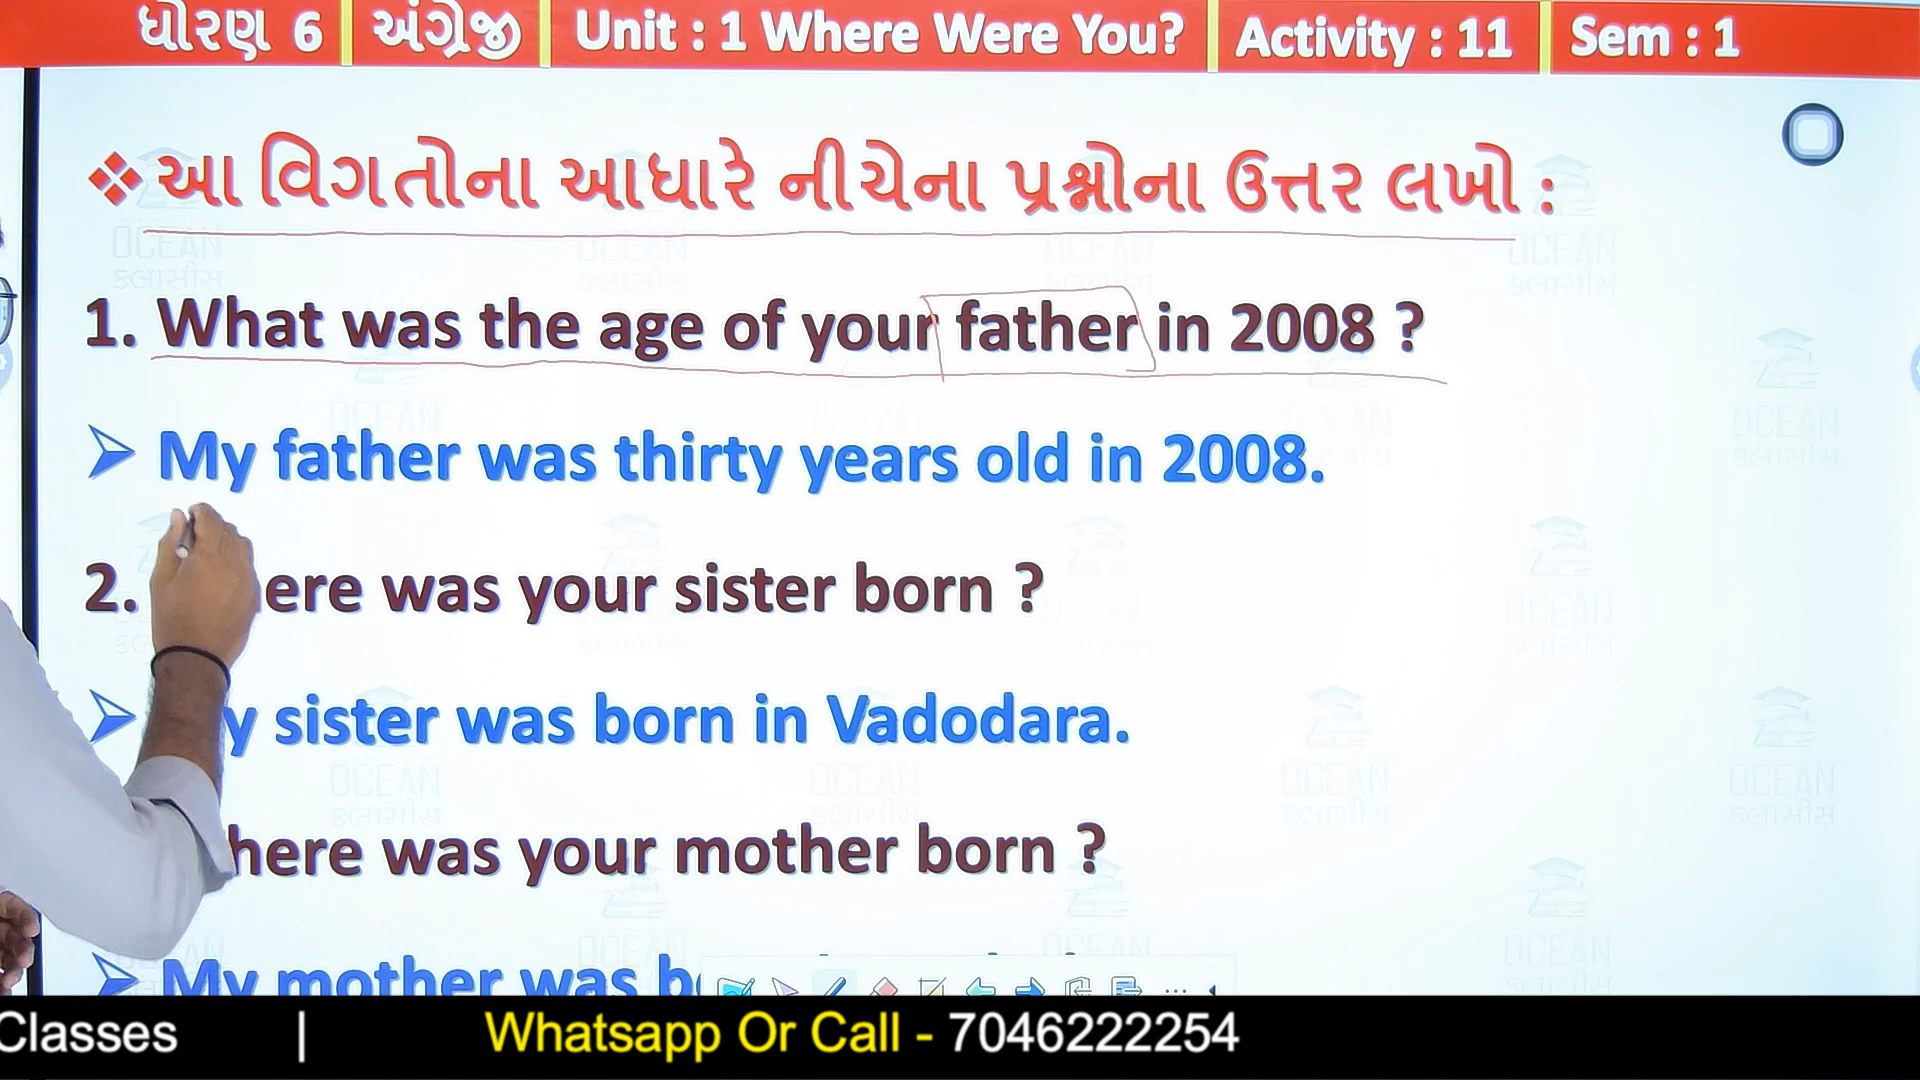 ધોરણ 6 અંગ્રેજી Unit : 1 Where Were You? Activity : 11 Sem : 1
❖આ વિગતોના આધારે નીચેના પ્રશ્નોના ઉત્તર લખો :
1. What was the age of your father in 2008 ?
➢ My father was thirty years old in 2008.
2. ere was your sister born ?
➢ y sister was born in Vadodara.
here was your mother born ?
➢ My mother was
Classes | Whatsapp Or Call - 7046222254
OCEAN
ક્લાસીસ